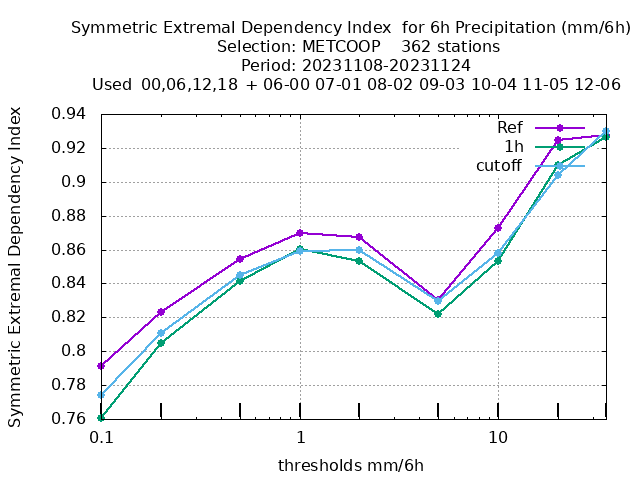 Symmetric Extremal Dependency Index  for 6h Precipitation (mm/6h)
Selection: METCOOP    362 stations
Period: 20231108-20231124
Used  00,06,12,18  + 06-00 07-01 08-02 09-03 10-04 11-05 12-06
Symmetric Extremal Dependency Index
0.94
0.92
0.9
0.88
0.86
0.84
0.82
0.8
0.78
0.76
Ref
1h
cutoff
0.1
1
10
thresholds mm/6h